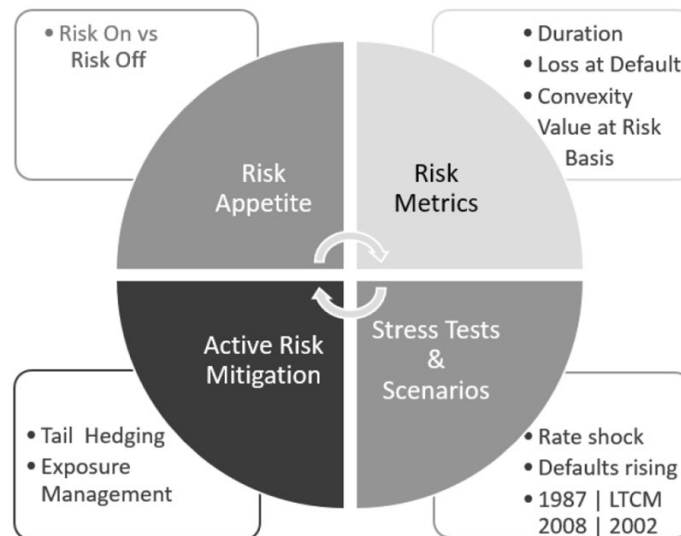 • Risk On vs
Risk Off
• Duration
• Loss at Default
• Convexity
Value at Risk
Basis
Risk
Appetite
Risk
Metrics
Active Risk
Mitigation
Stress Tests
&
Scenarios
• Tail Hedging
• Exposure
Management
• Rate shock
• Defaults rising
• 1987 | LTCM
2008 | 2002